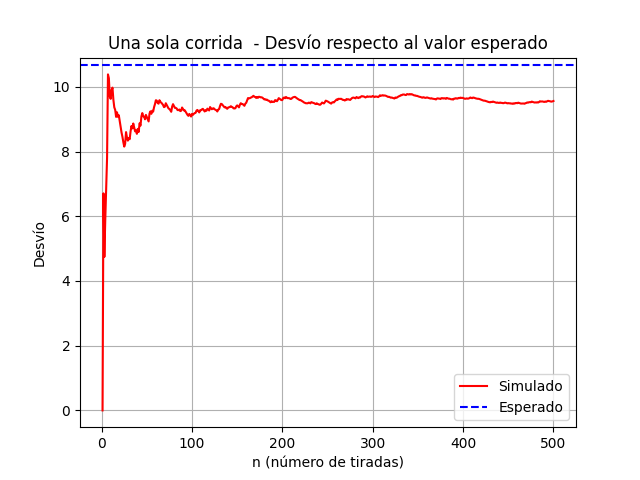 Una sola corrida  - Desvío respecto al valor esperado
Desvío
10
8
6
4
2
0
0 100 200 300 400 500
n (número de tiradas)
Simulado
Esperado